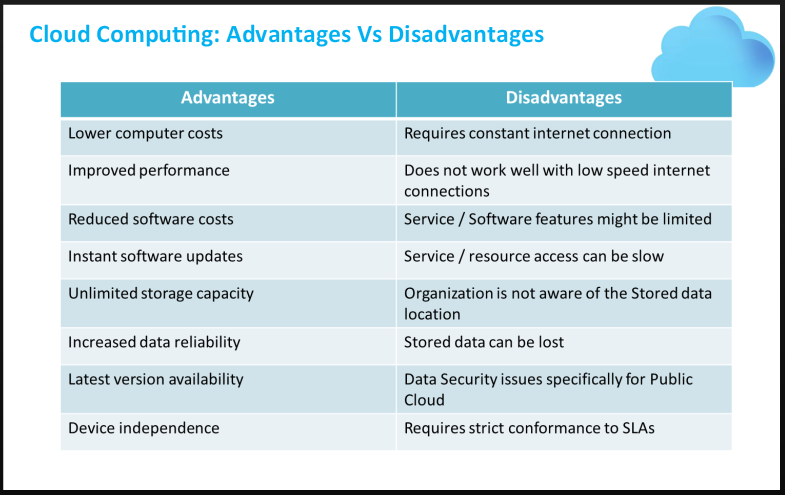 Cloud Computing: Advantages Vs Disadvantages
Advantages
Disadvantages
Lower computer costs
Requires constant internet connection
Improved performance
Does not work well with low speed internet
connections
Reduced software costs
Service / Software features might be limited
Instant software updates
Service / resource access can be slow
Unlimited storage capacity
Organization is not aware of the Stored data
location
Increased data reliability
Stored data can be lost
Latest version availability
Data Security issues specifically for Public
Cloud
Device independence
Requires strict conformance to SLAs